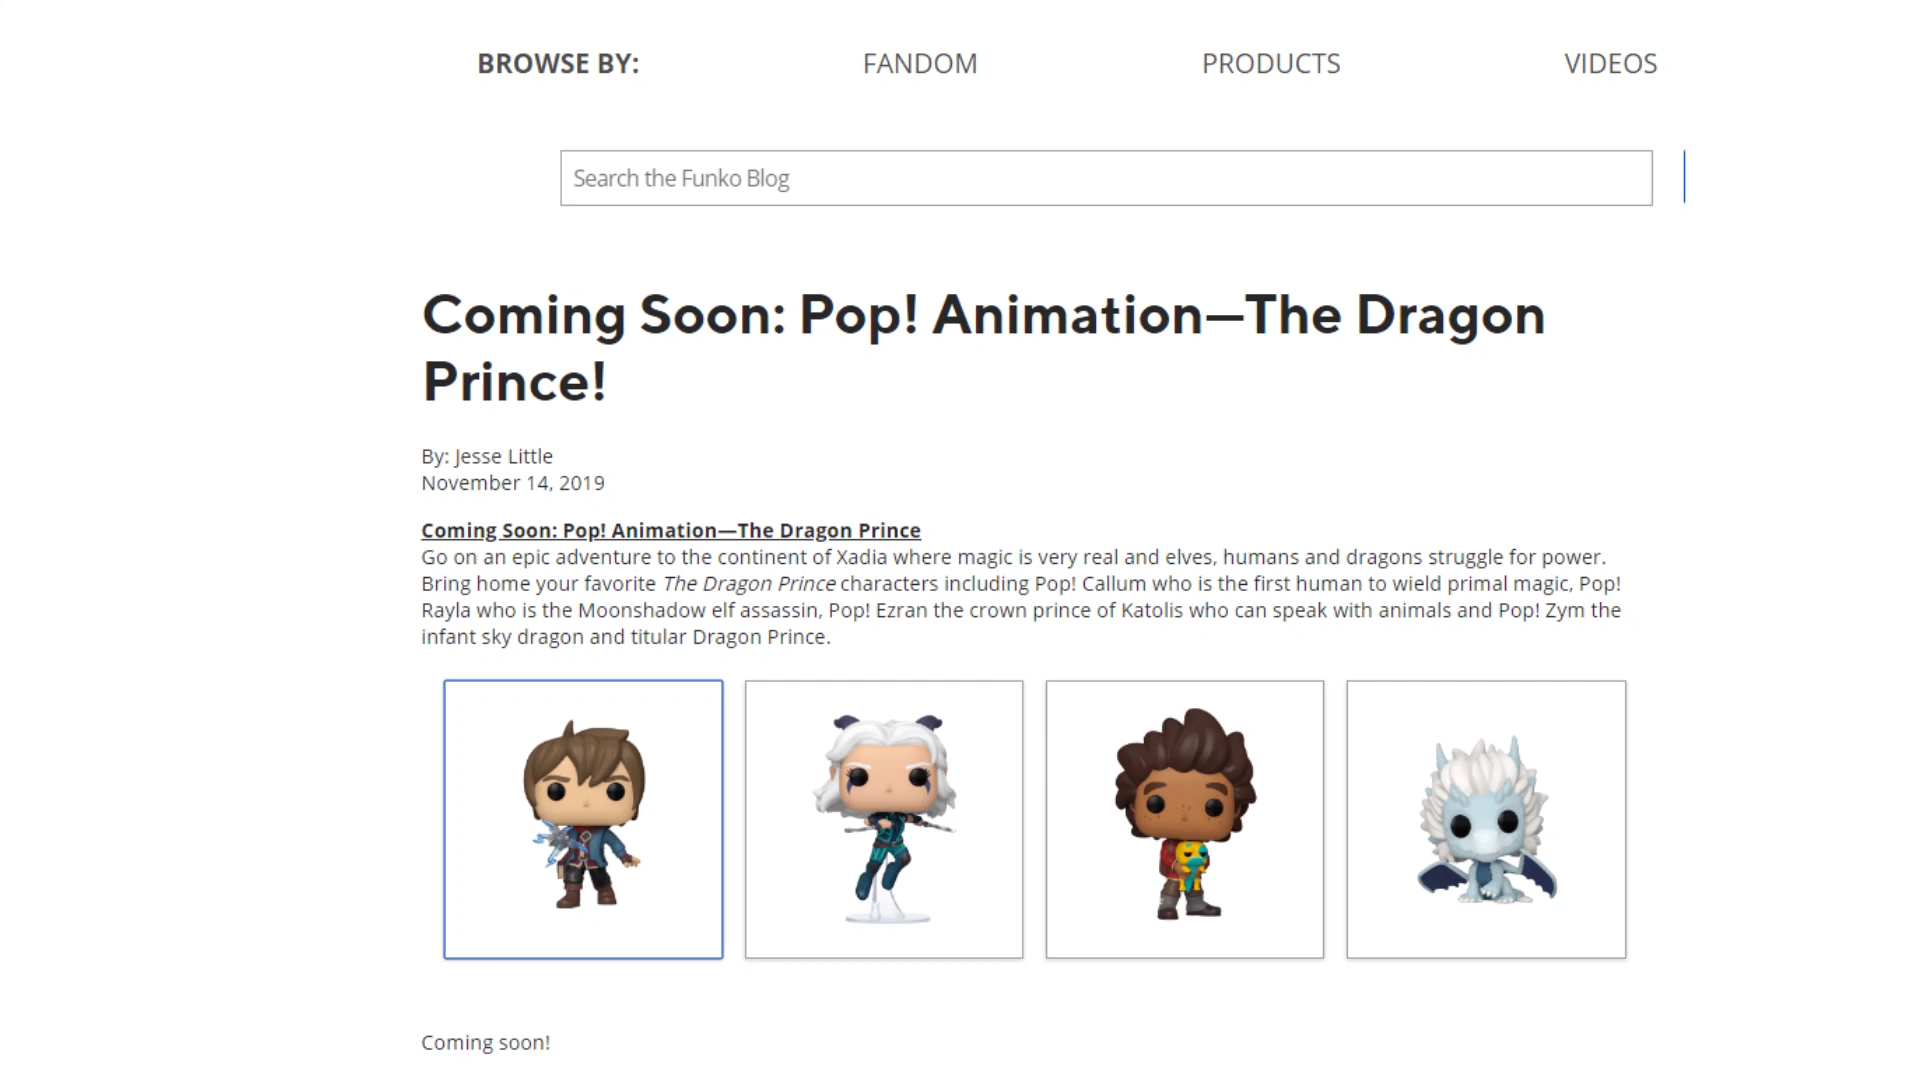 BROWSE BY: FANDOM PRODUCTS VIDEOS
Search the Funko Blog
Coming Soon: Pop! Animation—The Dragon
Prince!
By: Jesse Little
November 14, 2019
Coming Soon: Pop! Animation—The Dragon Prince
Go on an epic adventure to the continent of Xadia where magic is very real and elves, humans and dragons struggle for power.
Bring home your favorite The Dragon Prince characters including Pop! Callum who is the first human to wield primal magic, Pop!
Rayla who is the Moonshadow elf assassin, Pop! Ezran the crown prince of Katolis who can speak with animals and Pop! Zym the
infant sky dragon and titular Dragon Prince.
Coming soon!